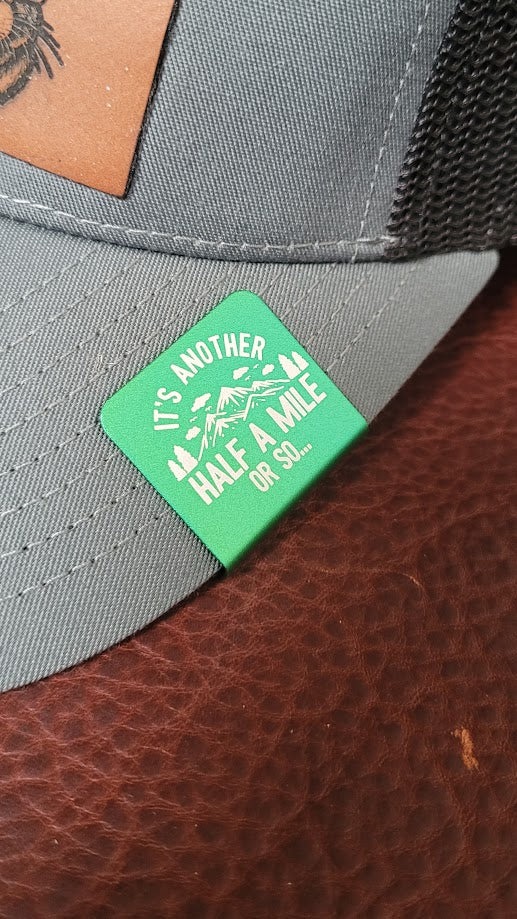 IT'S ANOTHER
HALF A MILE
OR SO...